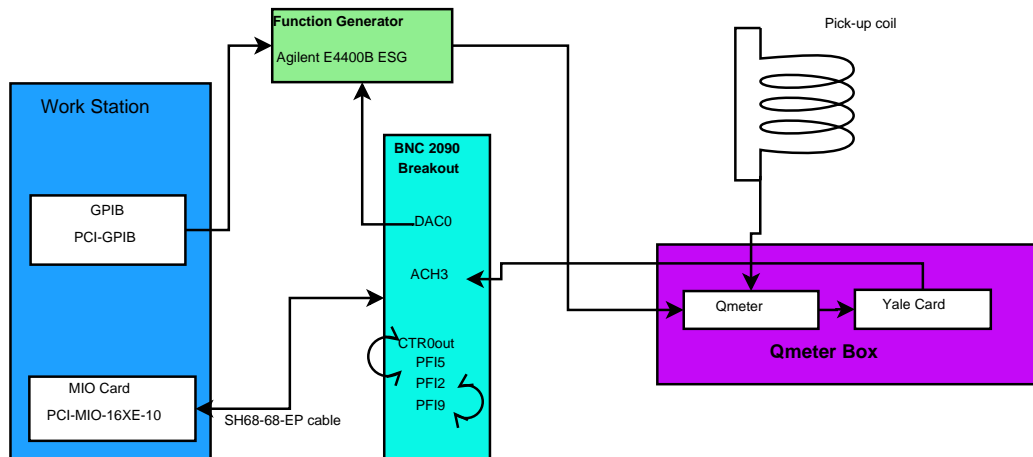 Function Generator
Agilent E4400B ESG
Pick-up coil
Work Station
BNC 2090
Breakout
GPIB
PCI-GPIB
DAC0
ACH3
Qmeter
Yale Card
Qmeter Box
CTR0out
PFI5
PFI2
PFI9
MIO Card
PCI-MIO-16XE-10
SH68-68-EP cable